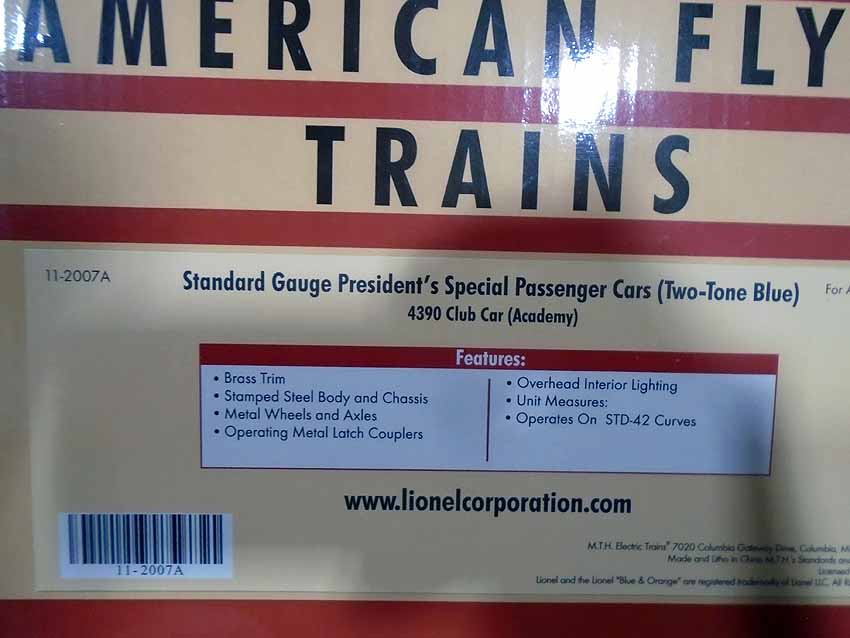 AMERICAN FLY
TRAINS
11-2007A
Standard Gauge President's Special Passenger Cars (Two-Tone Blue)
For A
4390 Club Car (Academy)
Features:
• Brass Trim
• Stamped Steel Body and Chassis
• Metal Wheels and Axles
• Operating Metal Latch Couplers
• Overhead Interior Lighting
• Unit Measures:
• Operates On STD-42 Curves
www.lionelcorporation.com
11-2007A
M.T.H. Electric Trains® 7020 Columbia Gateway Drive, Columbia, M
Made and Litho in China M.T.H.'s Standards and
Licensed
Lionel and the Lionel "Blue & Orange" are registered trademarks of Lionel LLC. All R